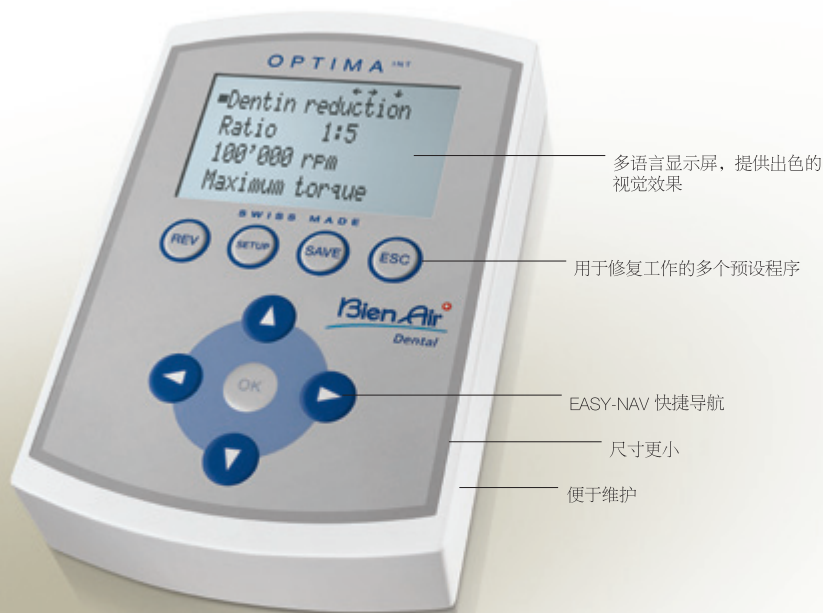 OPTIMA INT
Dentin reduction
Ratio 1:5
100'000 rpm
Maximum torque
SWISS MADE
REV SETUP SAVE ESC
Bien Air
Dental
OK
多语言显示屏，提供出色的
视觉效果
用于修复工作的多个预设程序
EASY-NAV 快捷导航
尺寸更小
便于维护